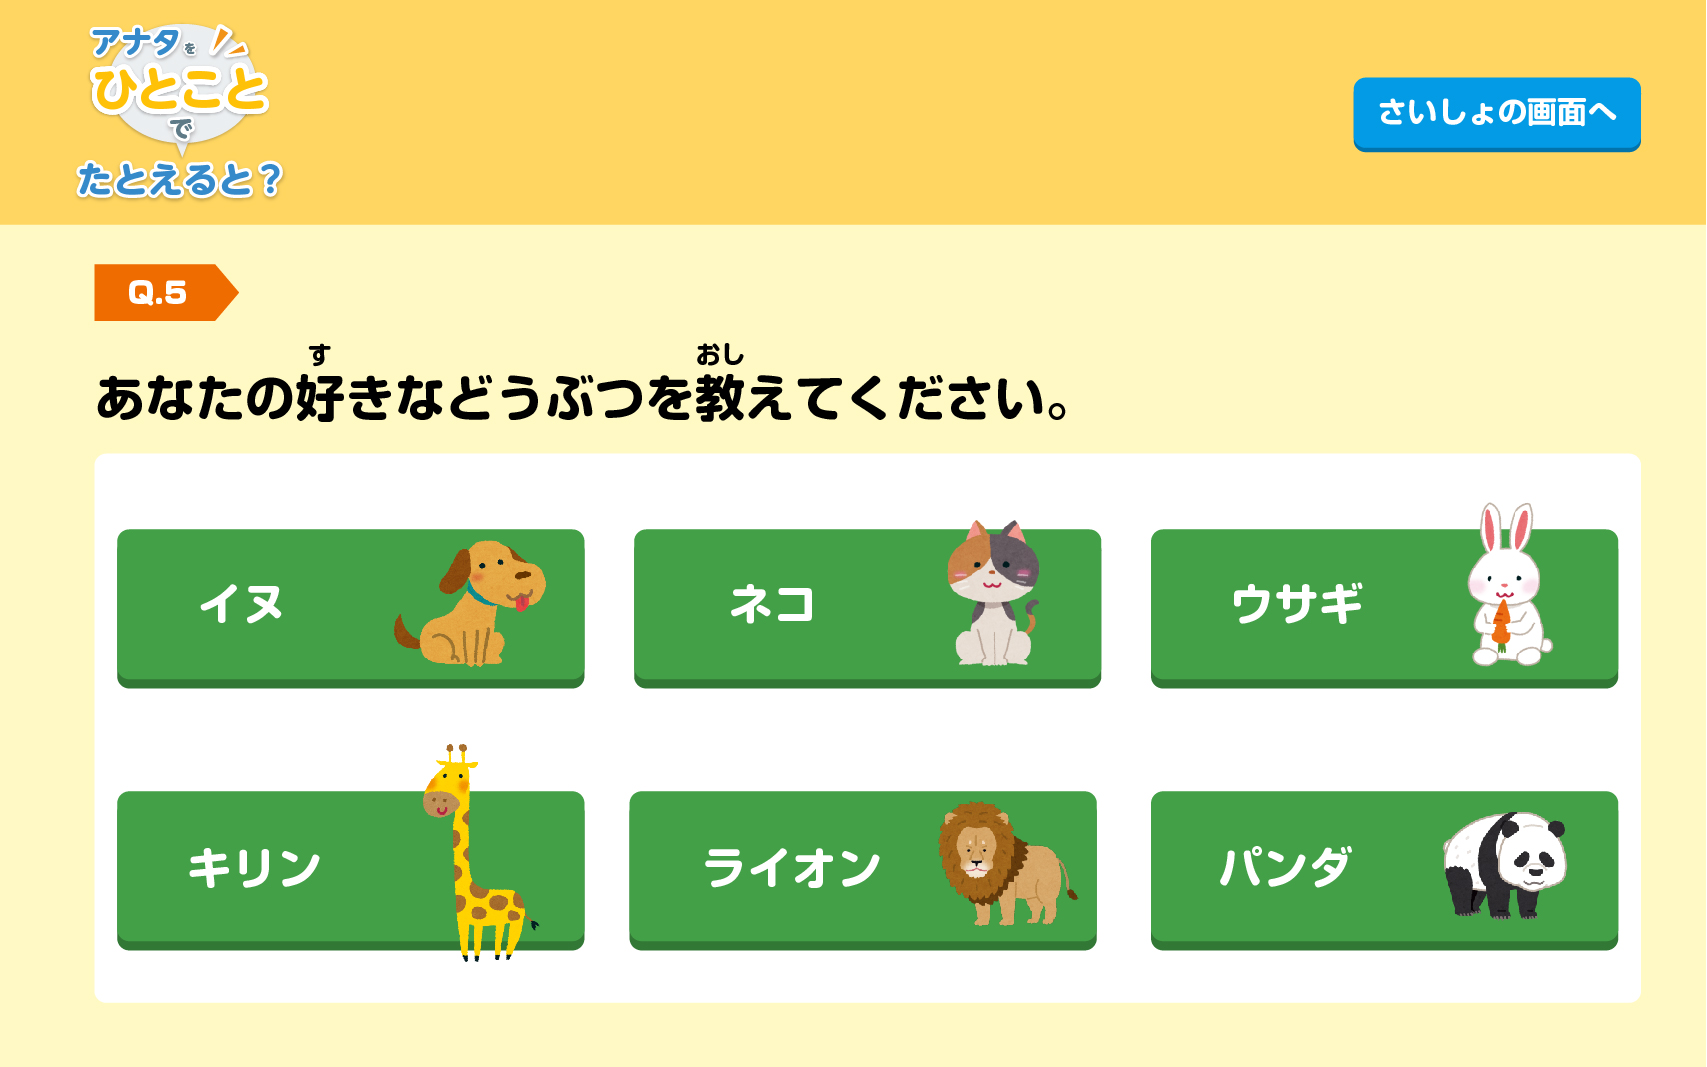 アナタを
ひとこと
で
たとえると？
さいしょの画面へ
Q.5
す おし
あなたの好きなどうぶつを教えてください。
イヌ
ネコ
ウサギ
キリン
ライオン
パンダ